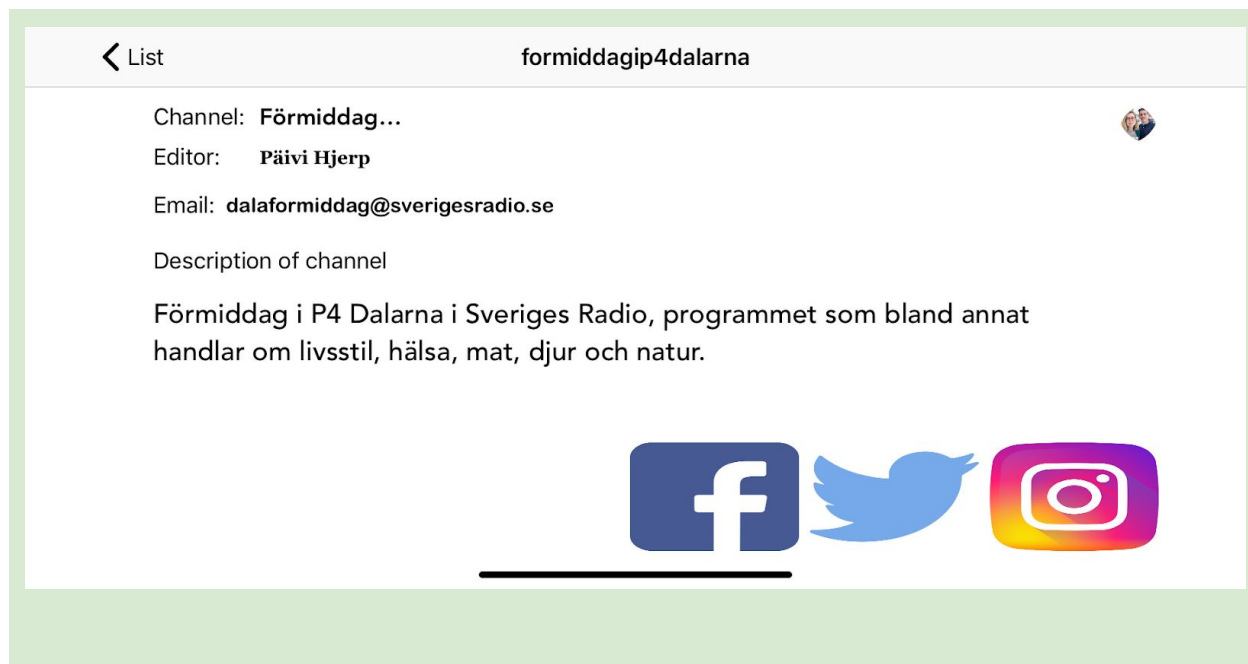 List
formiddagip4dalarna
Channel: Förmiddag...
Editor: Päivi Hjerp
Email: dalaformiddag@sverigesradio.se
Description of channel
Förmiddag i P4 Dalarna i Sveriges Radio, programmet som bland annat
handlar om livsstil, hälsa, mat, djur och natur.